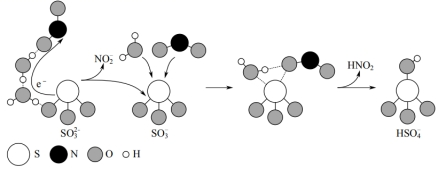 NO₂⁻ HNO₂
e⁻
SO₃²⁻ SO₃ HSO₄⁻
S N O H